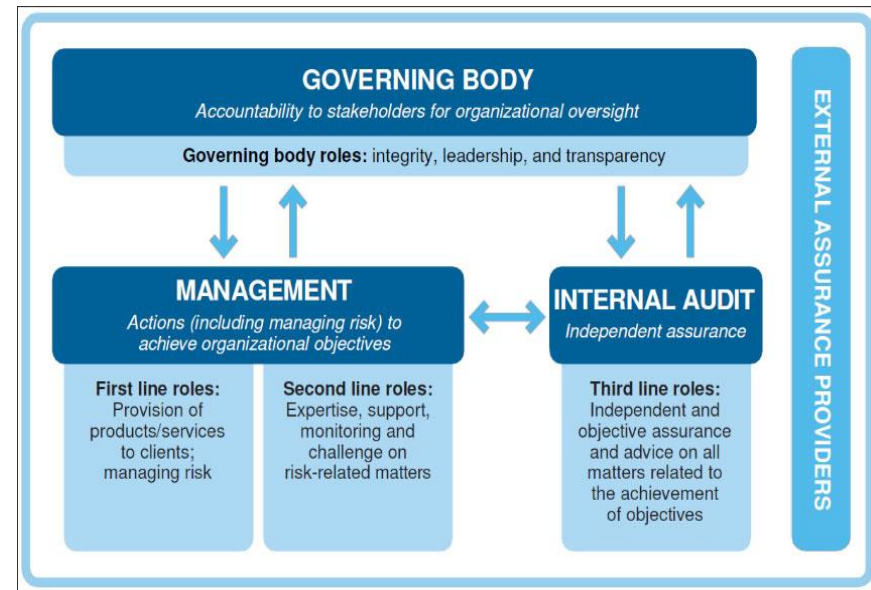 GOVERNING BODY
Accountability to stakeholders for organizational oversight
Governing body roles: integrity, leadership, and transparency
MANAGEMENT
Actions (including managing risk) to
achieve organizational objectives
First line roles:
Provision of
products/services
to clients;
managing risk
Second line roles:
Expertise, support,
monitoring and
challenge on
risk-related matters
INTERNAL AUDIT
Independent assurance
Third line roles:
Independent and
objective assurance
and advice on all
matters related to
the achievement
of objectives
EXTERNAL ASSURANCE PROVIDERS